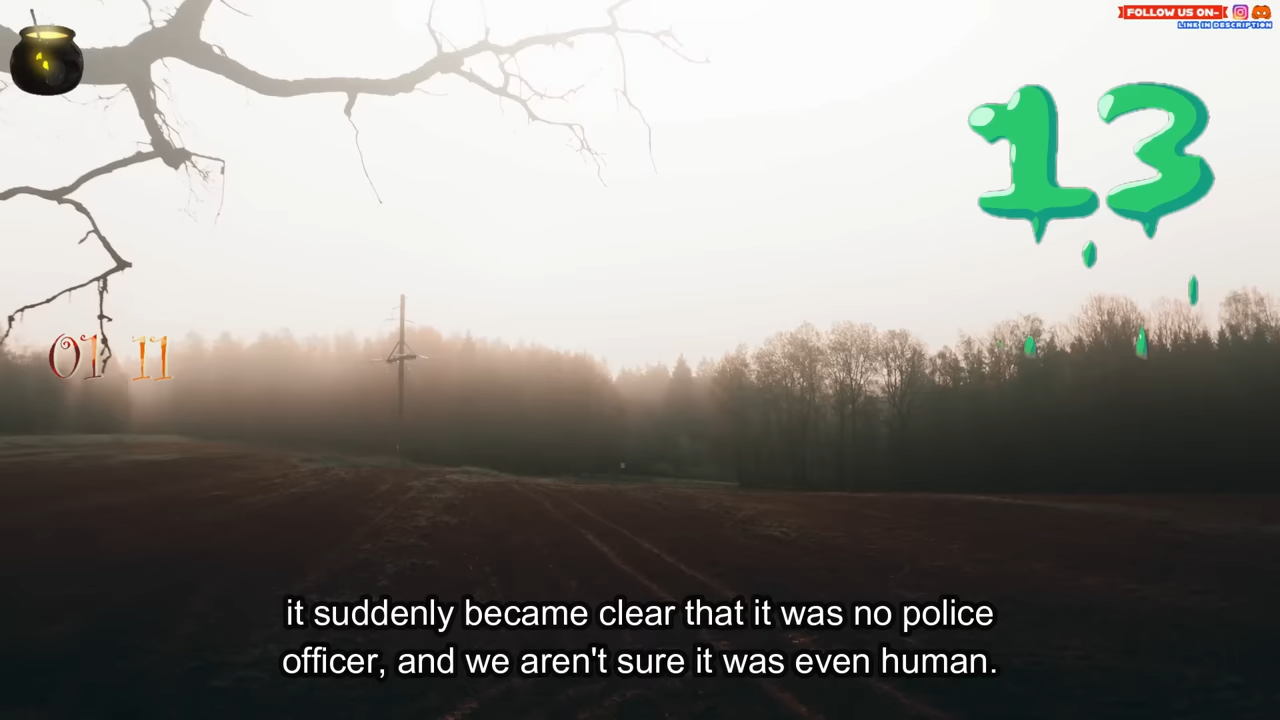 FOLLOW US ON-
LINK IN DESCRIPTION
13
01 11
it suddenly became clear that it was no police
officer, and we aren't sure it was even human.